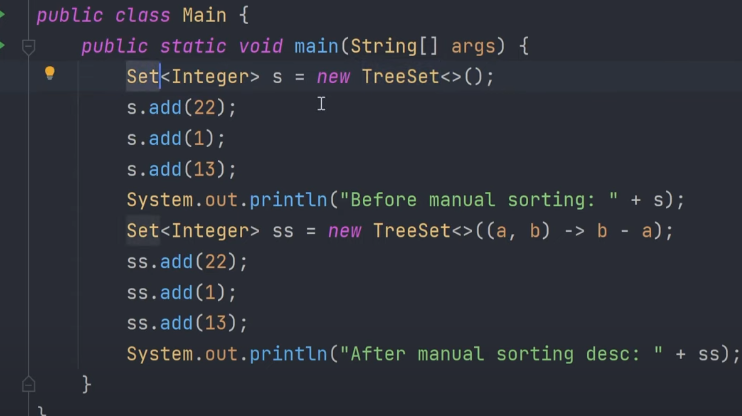 public class Main {
public static void main(String[] args) {
Set<Integer> s = new TreeSet<>();
s.add(22);
s.add(1);
s.add(13);
System.out.println("Before manual sorting: " + s);
Set<Integer> ss = new TreeSet<>((a, b) -> b - a);
ss.add(22);
ss.add(1);
ss.add(13);
System.out.println("After manual sorting desc: " + ss);
}
}